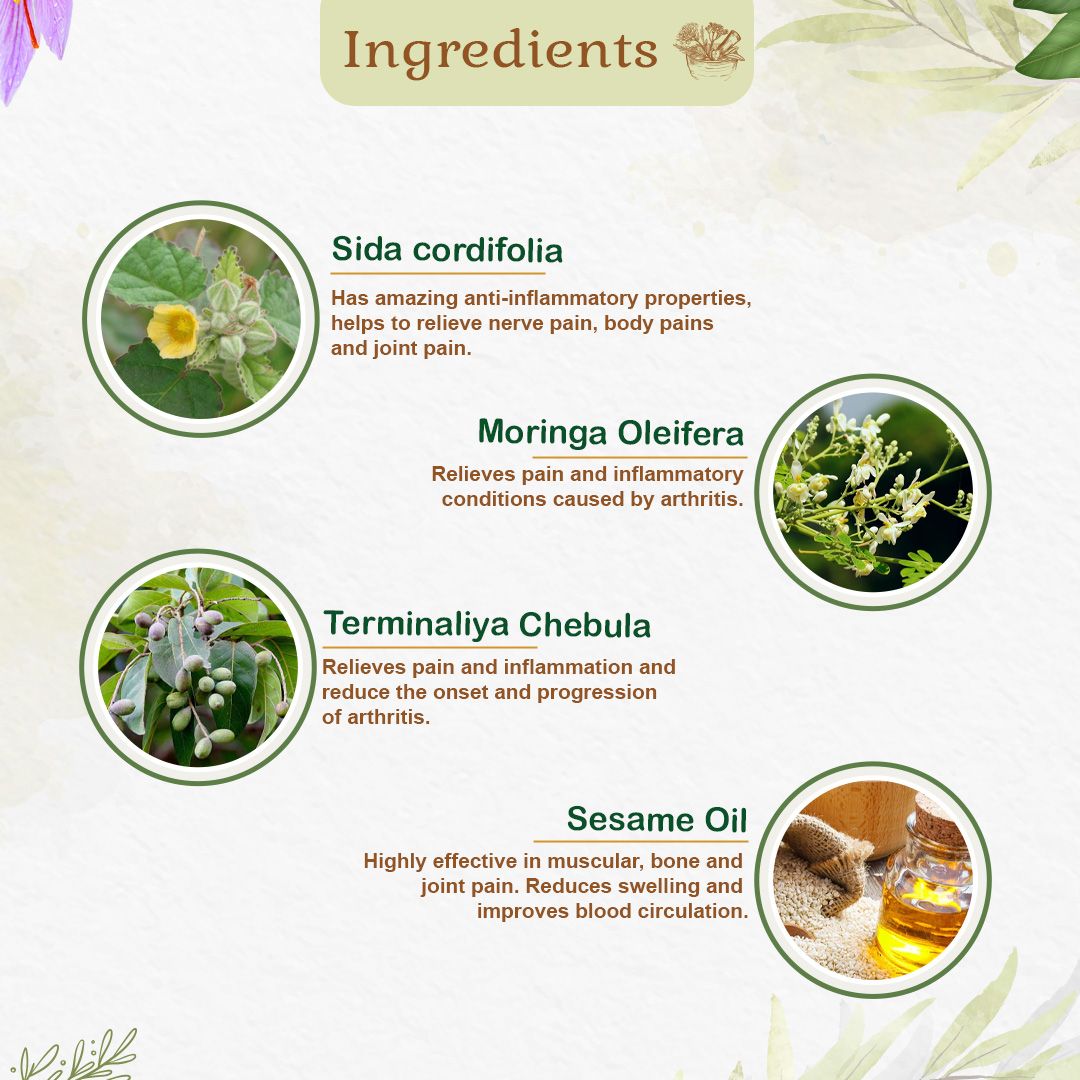 Ingredients
Sida cordifolia
Has amazing anti-inflammatory properties,
helps to relieve nerve pain, body pains
and joint pain.
Moringa Oleifera
Relieves pain and inflammatory
conditions caused by arthritis.
Terminaliya Chebula
Relieves pain and inflammation and
reduce the onset and progression
of arthritis.
Sesame Oil
Highly effective in muscular, bone and
joint pain. Reduces swelling and
improves blood circulation.